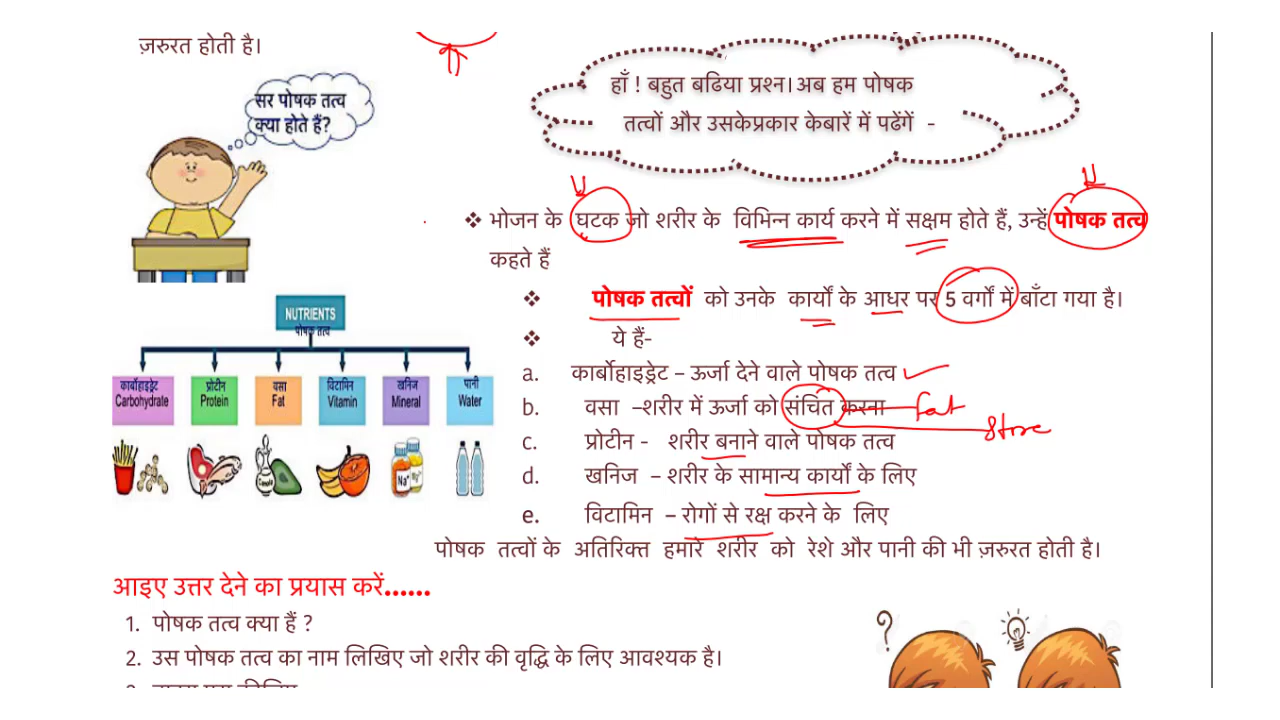 ज़रुरत होती है।
सर पोषक तत्व
क्या होते हैं?
हाँ ! बहुत बढिया प्रश्न।अब हम पोषक
तत्वों और उसकेप्रकार केबारें में पढेंगें -
❖ भोजन के घटक जो शरीर के विभिन्न कार्य करने में सक्षम होते हैं, उन्हें पोषक तत्व
कहते हैं
❖ पोषक तत्वों को उनके कार्यों के आधर पर 5 वर्गों में बाँटा गया है।
❖ ये हैं-
a. कार्बोहाइड्रेट – ऊर्जा देने वाले पोषक तत्व
b. वसा –शरीर में ऊर्जा को संचित करना Fat
Store
c. प्रोटीन - शरीर बनाने वाले पोषक तत्व
d. खनिज – शरीर के सामान्य कार्यों के लिए
e. विटामिन – रोगों से रक्ष करने के लिए
पोषक तत्वों के अतिरिक्त हमारे शरीर को रेशे और पानी की भी ज़रुरत होती है।
NUTRIENTS
पोषक तत्व
कार्बोहाइड्रेट प्रोटीन वसा विटामिन खनिज पानी
Carbohydrate Protein Fat Vitamin Mineral Water
Na⁺
आइए उत्तर देने का प्रयास करें......
1. पोषक तत्व क्या हैं ?
2. उस पोषक तत्व का नाम लिखिए जो शरीर की वृद्धि के लिए आवश्यक है।
?